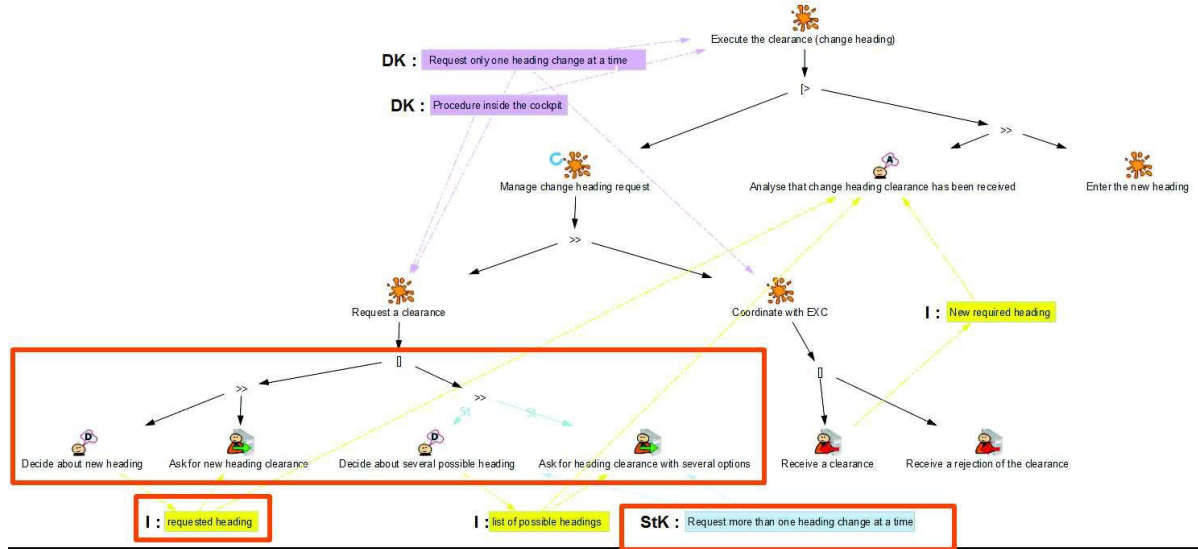 Execute the clearance (change heading)
DK : Request only one heading change at a time
[>
DK : Procedure inside the cockpit
>>
A
Manage change heading request
Analyse that change heading clearance has been received
Enter the new heading
>>
Request a clearance
Coordinate with EXC
I : New required heading
[]
[]
>>
>>
St
St
D
D
Decide about new heading
Ask for new heading clearance
Decide about several possible heading
Ask for heading clearance with several options
Receive a clearance
Receive a rejection of the clearance
I : requested heading
I : list of possible headings
StK : Request more than one heading change at a time